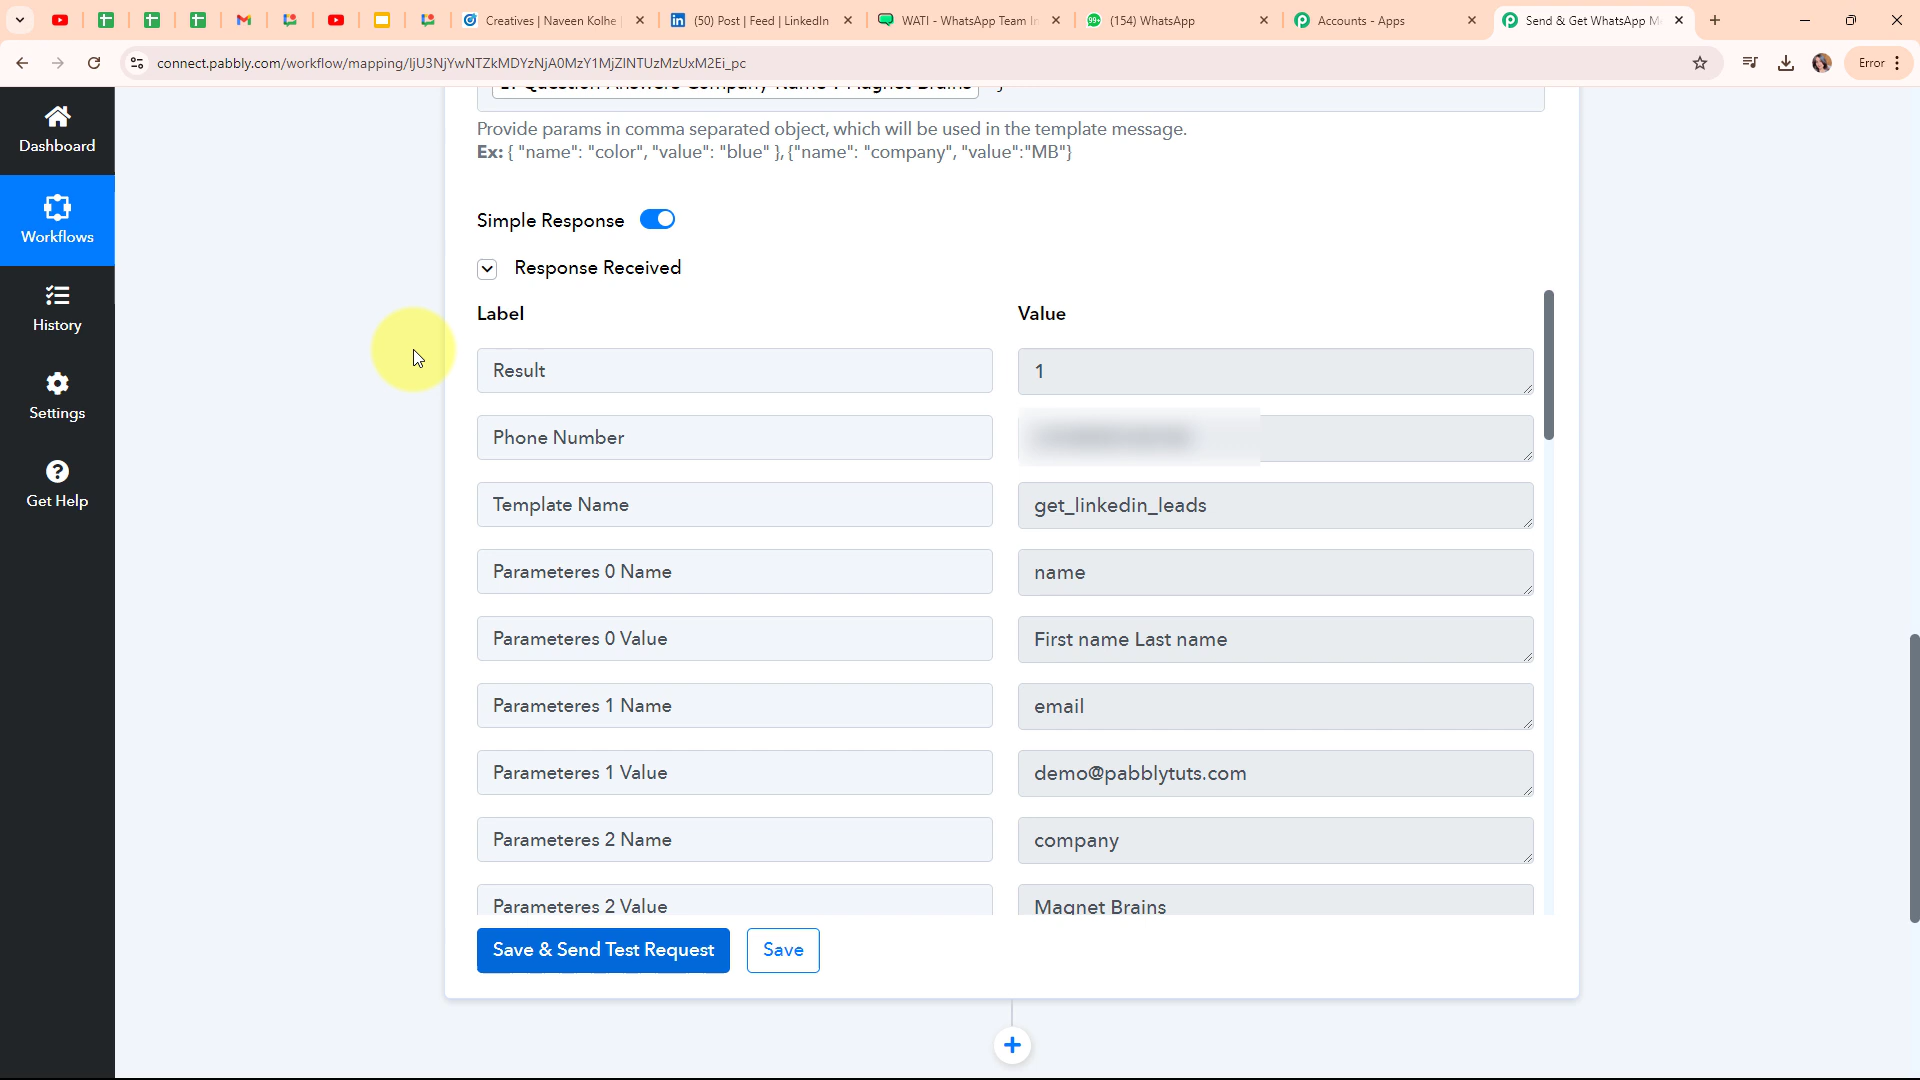 Creatives | Naveen Kolhe
(50) Post | Feed | LinkedIn
WATI - WhatsApp Team In
(154) WhatsApp
Accounts - Apps
Send & Get WhatsApp M
connect.pabbly.com/workflow/mapping/IjU3NjYwNTZkMDYzNjA0MzY1MjZlNTUzMzUxM2Ei_pc
Error
Dashboard
Workflows
History
Settings
Get Help
Provide params in comma separated object, which will be used in the template message.
Ex: { "name": "color", "value": "blue" }, {"name": "company", "value":"MB"}
Simple Response
Response Received
Label
Value
Result
1
Phone Number
Template Name
get_linkedin_leads
Parameteres 0 Name
name
Parameteres 0 Value
First name Last name
Parameteres 1 Name
email
Parameteres 1 Value
demo@pabblytuts.com
Parameteres 2 Name
company
Parameteres 2 Value
Magnet Brains
Save & Send Test Request
Save